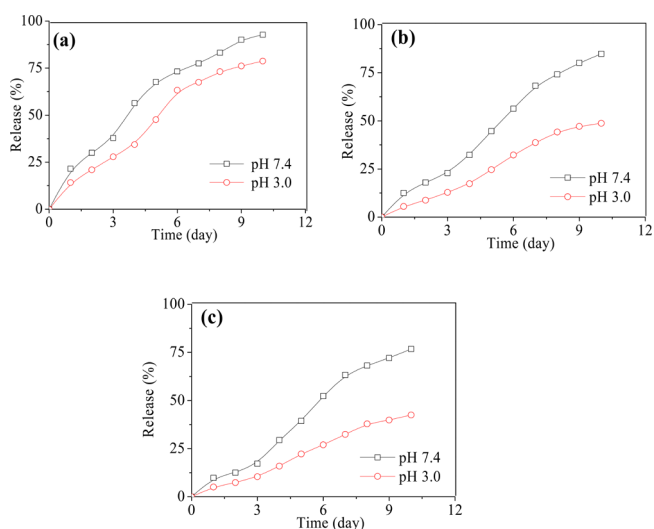 (a)
100
75
50
25
0
Release (%)
pH 7.4
pH 3.0
0 3 6 9 12
Time (day)
(b)
100
75
50
25
0
Release (%)
pH 7.4
pH 3.0
0 3 6 9 12
Time (day)
(c)
100
75
50
25
0
Release (%)
pH 7.4
pH 3.0
0 3 6 9 12
Time (day)